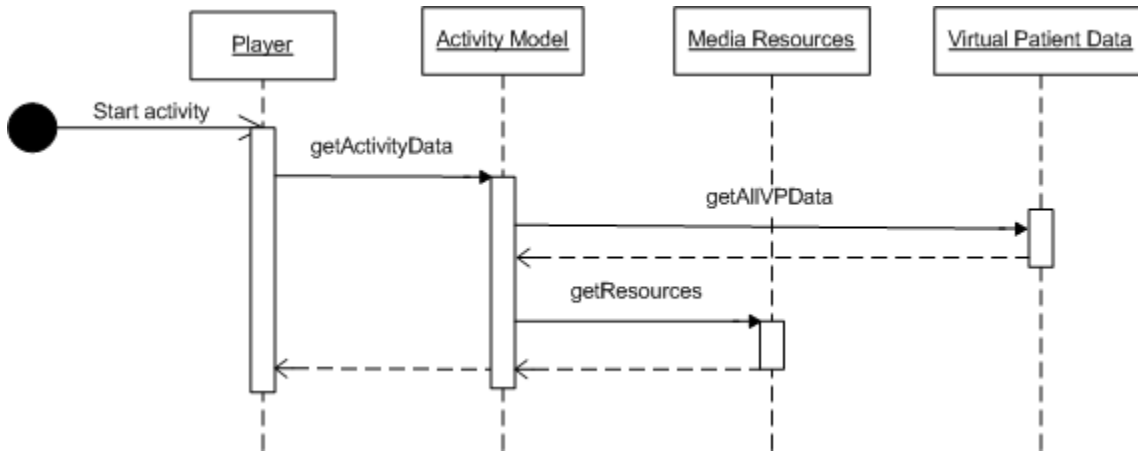 Player
Activity Model
Media Resources
Virtual Patient Data
Start activity
getActivityData
getAllVPData
getResources